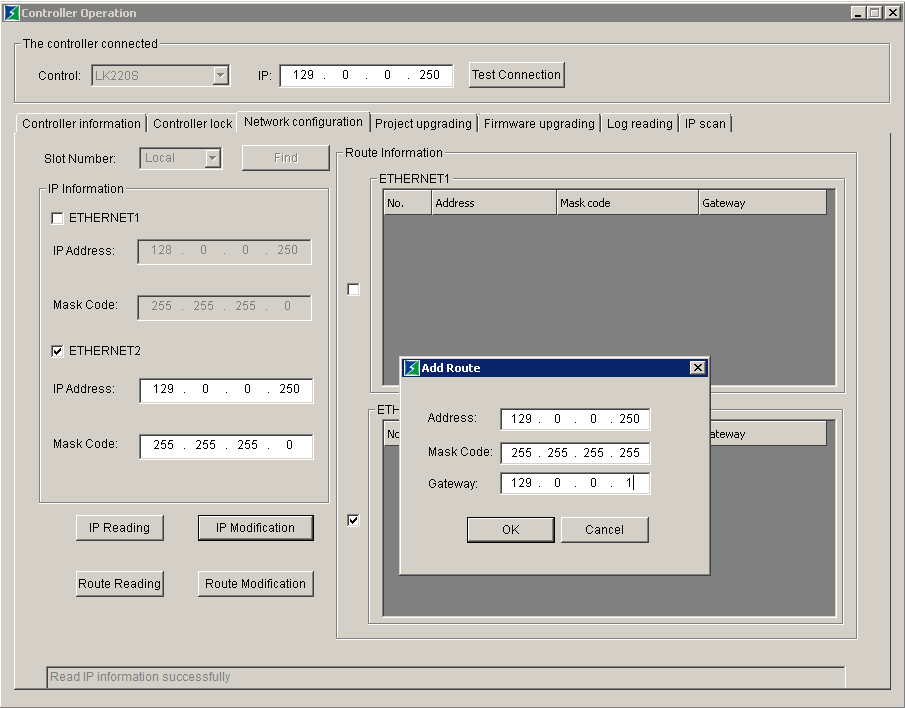 Controller Operation
The controller connected
Control: LK220S IP: 129 . 0 . 0 . 250 Test Connection
Controller information Controller lock Network configuration Project upgrading Firmware upgrading Log reading IP scan
Slot Number: Local Find
IP Information
ETHERNET1
IP Address: 128 . 0 . 0 . 250
Mask Code: 255 . 255 . 255 . 0
ETHERNET2
IP Address: 129 . 0 . 0 . 250
Mask Code: 255 . 255 . 255 . 0
IP Reading IP Modification
Route Reading Route Modification
Route Information
ETHERNET1
No. Address Mask code Gateway
Add Route
Address: 129 . 0 . 0 . 250
Mask Code: 255 . 255 . 255 . 255
Gateway: 129 . 0 . 0 . 1
OK Cancel
Read IP information successfully